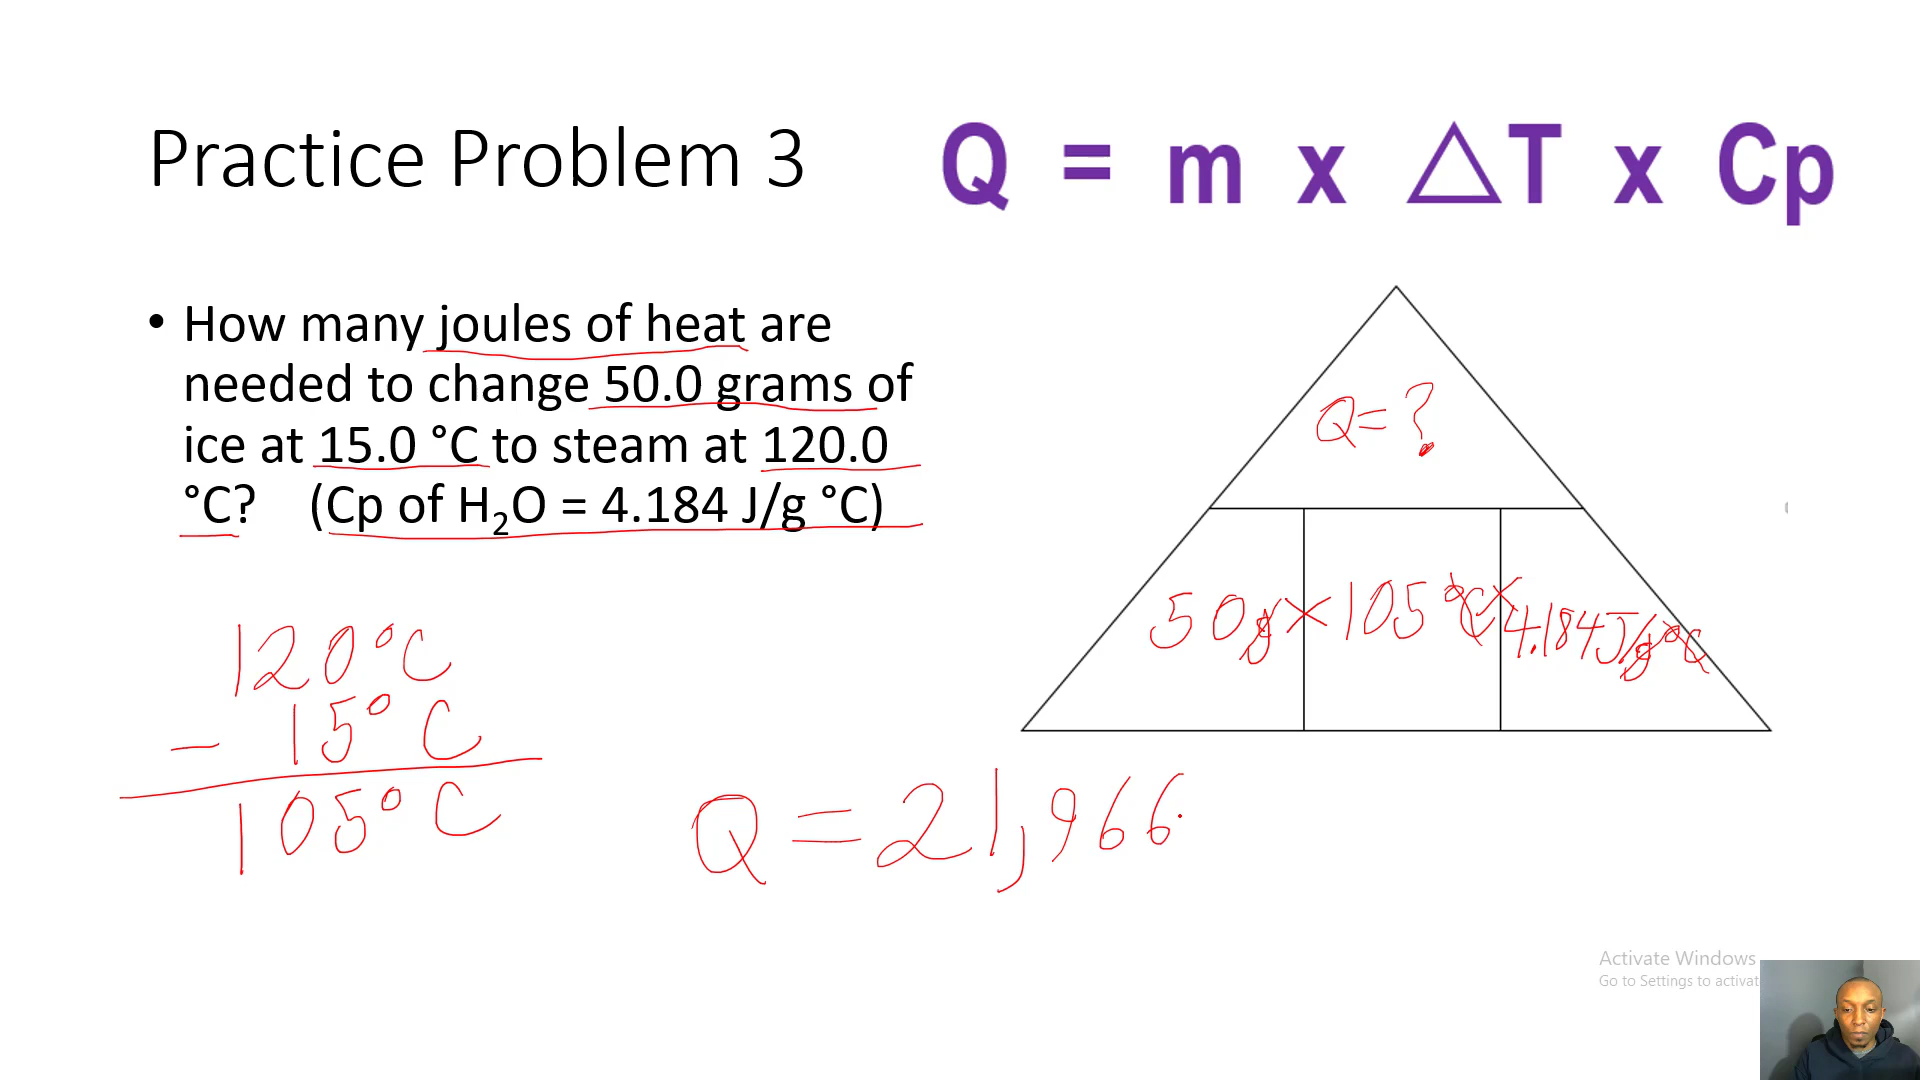 Practice Problem 3
Q = m x △T x Cp
• How many joules of heat are
needed to change 50.0 grams of
ice at 15.0 °C to steam at 120.0
°C? (Cp of H₂O = 4.184 J/g °C)
Q = ?
50g × 105°C × 4.184 J/g °C
120°C
– 15°C
105°C
Q = 21,966.
Activate Windows
Go to Settings to activat